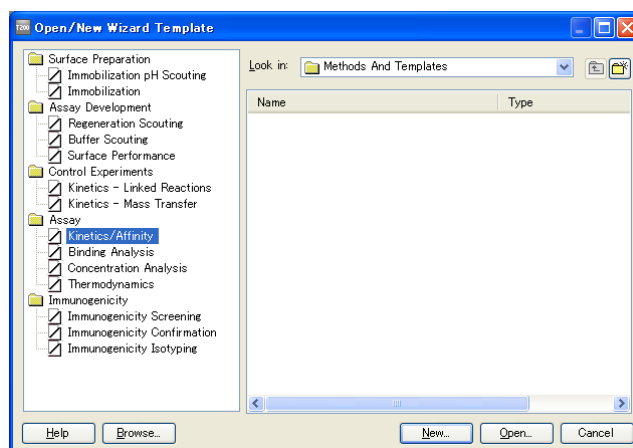 T200 Open/New Wizard Template
Surface Preparation
Immobilization pH Scouting
Immobilization
Assay Development
Regeneration Scouting
Buffer Scouting
Surface Performance
Control Experiments
Kinetics - Linked Reactions
Kinetics - Mass Transfer
Assay
Kinetics/Affinity
Binding Analysis
Concentration Analysis
Thermodynamics
Immunogenicity
Immunogenicity Screening
Immunogenicity Confirmation
Immunogenicity Isotyping
Look in: Methods And Templates
Name Type
Help Browse... New... Open... Cancel